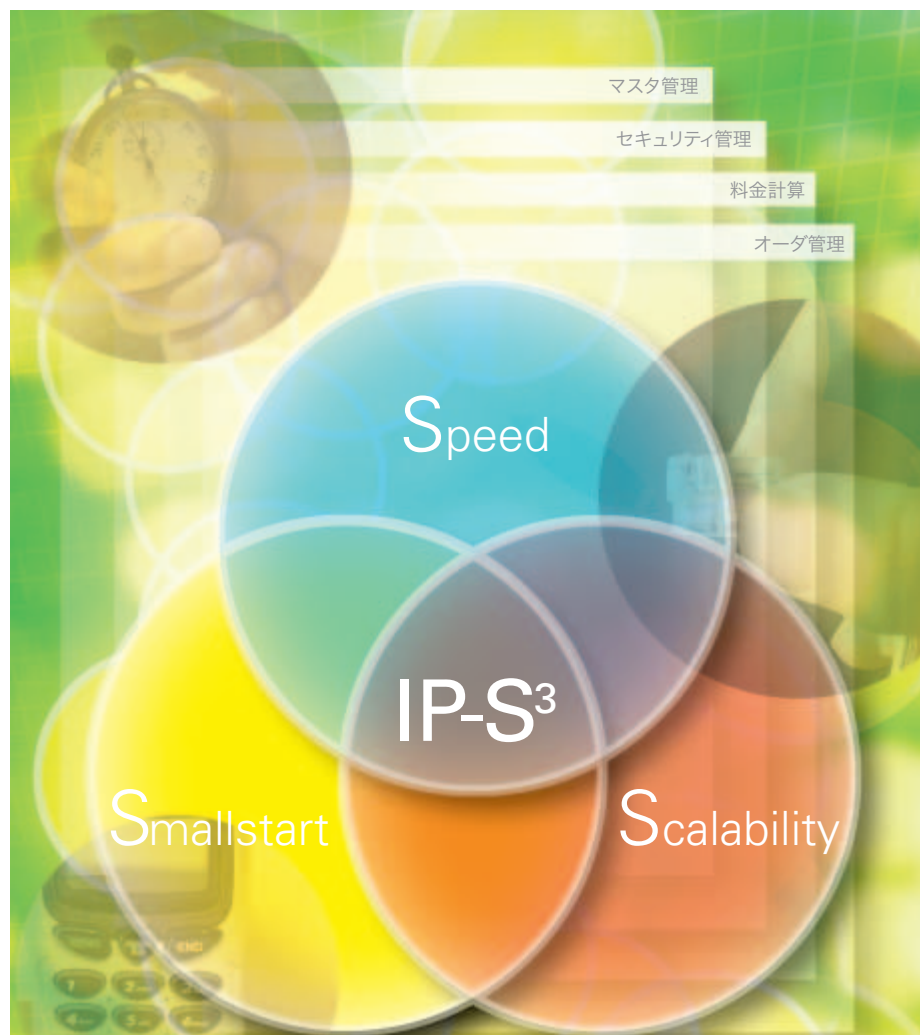 マスタ管理
セキュリティ管理
料金計算
オーダ管理
Speed
IP-S³
Smallstart
Scalability